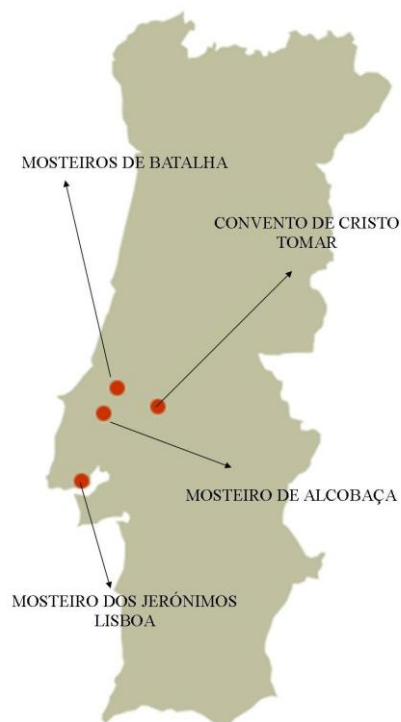 MOSTEIROS DE BATALHA
CONVENTO DE CRISTO
TOMAR
MOSTEIRO DE ALCOBAÇA
MOSTEIRO DOS JERÓNIMOS
LISBOA